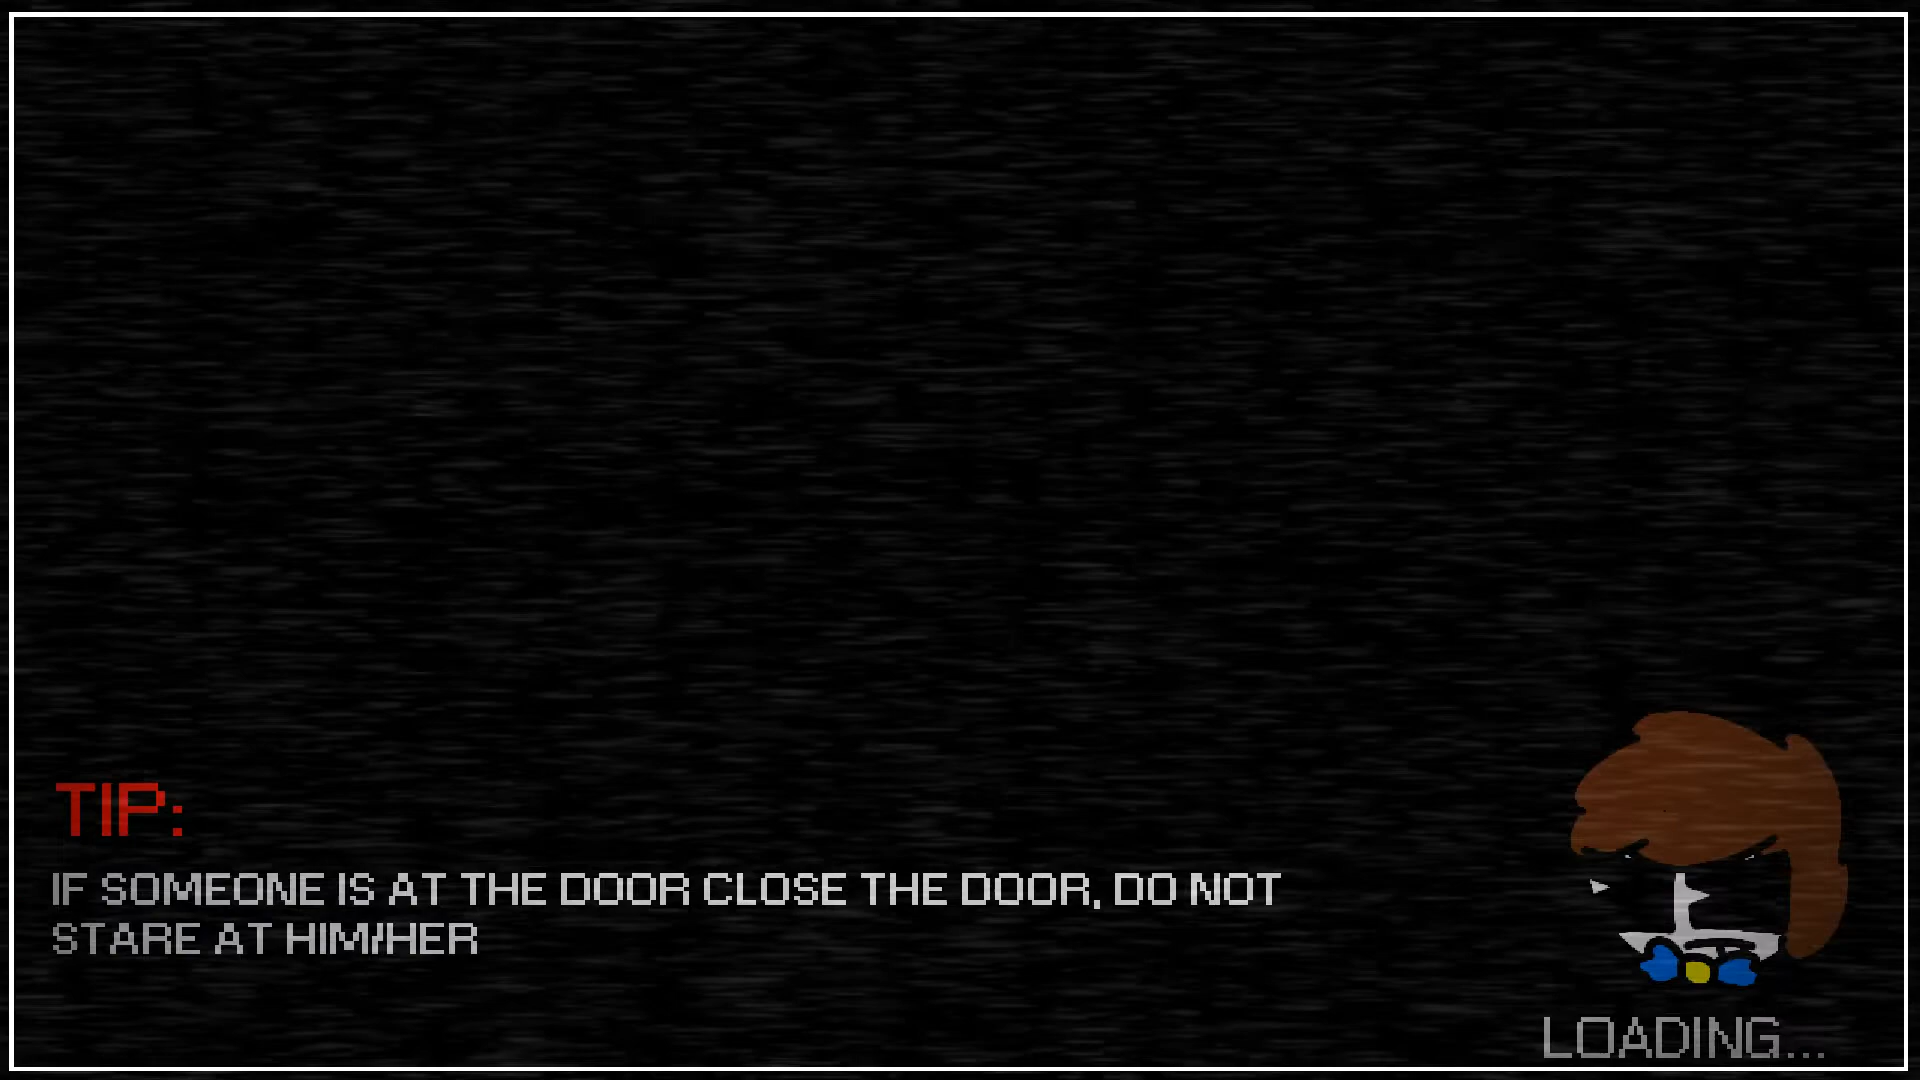 TIP:
IF SOMEONE IS AT THE DOOR CLOSE THE DOOR, DO NOT
STARE AT HIM/HER
LOADING...